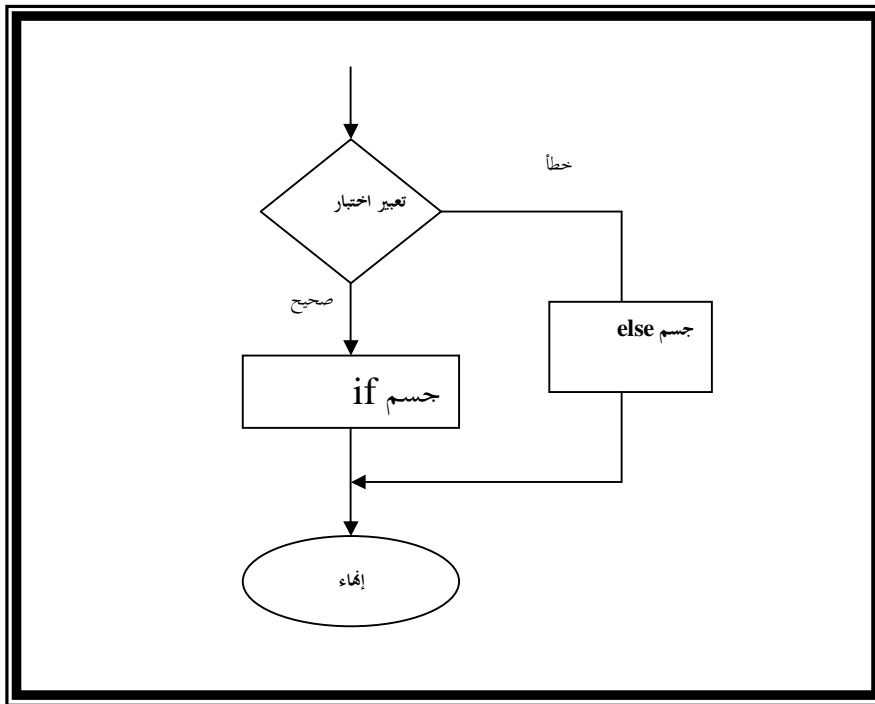 خطأ
تعبير اختبار
صحيح
جسم else
جسم if
إنهاء